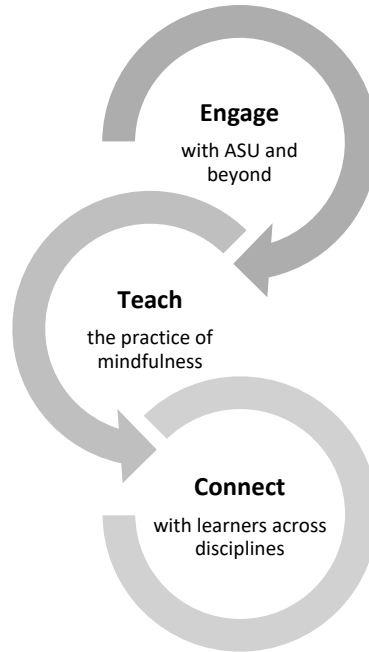 Engage
with ASU and
beyond
Teach
the practice of
mindfulness
Connect
with learners across
disciplines